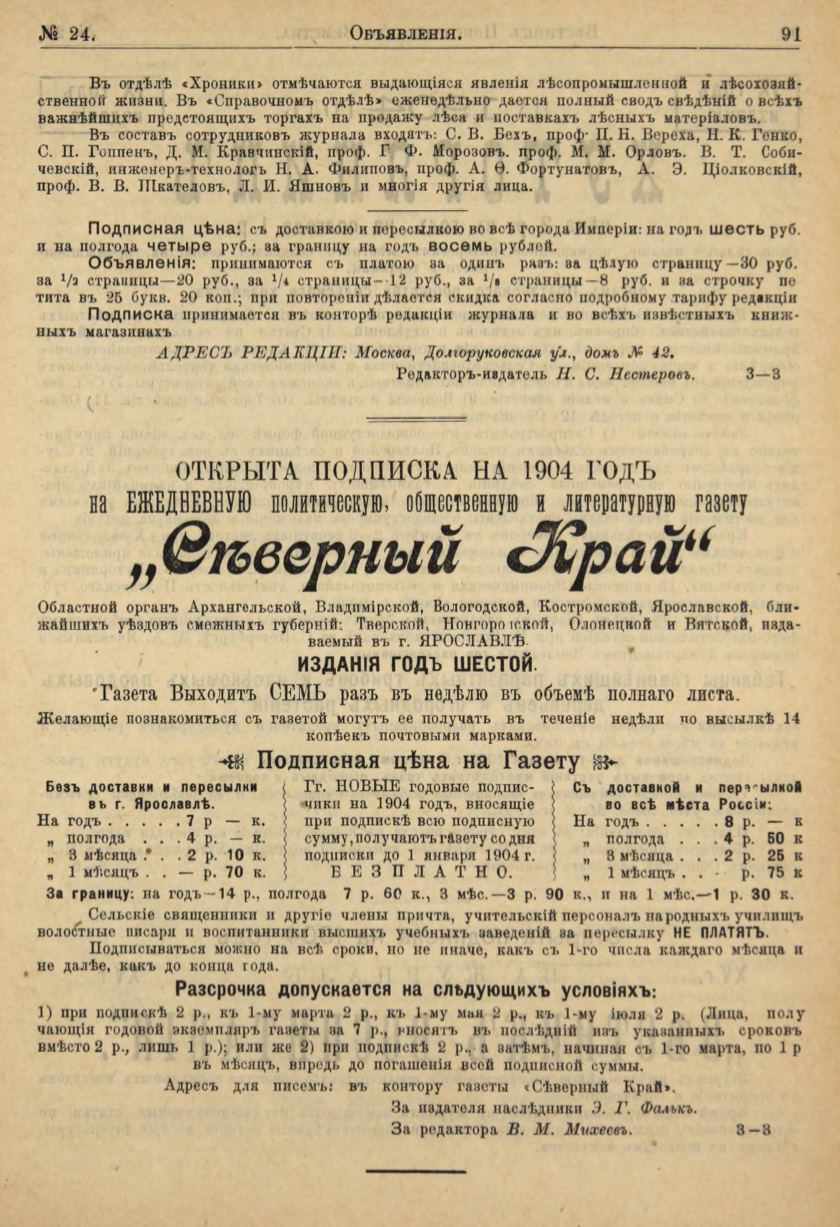 № 24.
Объявленія.
91
Въ отдѣлѣ «Хроники» отмѣчаются выдающіяся явленія лѣсопромышленной и лѣсохозяй-
ственной жизни. Въ «Справочномъ отдѣлѣ» еженедѣльно дается полный сводъ свѣдѣній о всѣхъ
важнѣйшихъ предстоящихъ торгахъ на продажу лѣса и поставкахъ лѣсныхъ матеріаловъ.
Въ составъ сотрудниковъ журнала входятъ: С. В. Бехъ, проф. П. Н. Вереха, Н. К. Генко,
С. П. Гоппенъ, Д. М. Кравчинскій, проф. Г Ф. Морозовъ. проф. М. М. Орловъ. В. Т. Соби-
чевскій, инженеръ-технологъ Н. А. Филиповъ, проф. А. Ѳ. Фортунатовъ, А. Э. Ціолковскій,
проф. В. В. Шкателовъ, Л. И. Яшновъ и многія другія лица.
Подписная цѣна: съ доставкою и пересылкою во всѣ города Имперіи: на годъ шесть руб.
и на полгода четыре руб.; за границу на годъ восемь рублей.
Объявленія: принимаются съ платою за одинъ разъ: за цѣлую страницу—30 руб.
за 1/2 страницы—20 руб., за 1/4 страницы—12 руб., за 1/8 страницы—8 руб. и за строчку пе
тита въ 25 букв. 20 коп.; при повтореніи дѣлается скидка согласно подробному тарифу редакціи
Подписка принимается въ конторѣ редакціи журнала и во всѣхъ извѣстныхъ книж-
ныхъ магазинахъ
АДРЕСЪ РЕДАКЦІИ: Москва, Долгоруковская ул., домъ № 42.
Редакторъ-издатель Н. С. Нестеровъ. 3—3
ОТКРЫТА ПОДПИСКА НА 1904 ГОДЪ
на ЕЖЕДНЕВНУЮ политическую, общественную и литературную газету
„Сѣверный Край“
Областной органъ Архангельской, Владимірской, Вологодской, Костромской, Ярославской, бли-
жайшихъ уѣздовъ смежныхъ губерній: Тверской, Новгородской, Олонецкой и Вятской, изда-
ваемый въ г. ЯРОСЛАВЛѢ.
ИЗДАНІЯ ГОДЪ ШЕСТОЙ.
Газета Выходитъ СЕМЬ разъ въ недѣлю въ объемѣ полнаго листа.
Желающіе познакомиться съ газетой могутъ ее получать въ теченіе недѣли по высылкѣ 14
копѣекъ почтовыми марками.
Подписная цѣна на Газету
Безъ доставки и пересылки
въ г. Ярославлѣ.
На годъ . . . . . 7 р — к.
„ полгода . . . 4 р. — к.
„ 3 мѣсяца . . . 2 р. 10 к.
„ 1 мѣсяцъ . . — р. 70 к.
Гг. НОВЫЕ годовые подпис-
чики на 1904 годъ, вносящіе
при подпискѣ всю подписную
сумму, получаютъ газету со дня
подписки до 1 января 1904 г.
БЕЗПЛАТНО.
Съ доставкой и пересылкой
во всѣ мѣста Россіи:
На годъ . . . . . 8 р. — к
„ полгода . . . 4 р. 50 к
„ 3 мѣсяца . . . 2 р. 25 к
„ 1 мѣсяцъ . . - р. 75 к
За границу: на годъ—14 р., полгода 7 р. 60 к., 3 мѣс.—3 р. 90 к., и на 1 мѣс.—1 р. 30 к.
Сельскіе священники и другіе члены причта, учительскій персоналъ народныхъ училищъ
волостные писаря и воспитанники высшихъ учебныхъ заведеній за пересылку НЕ ПЛАТЯТЪ.
Подписываться можно на всѣ сроки, но не иначе, какъ съ 1-го числа каждаго мѣсяца и
не далѣе, какъ до конца года.
Разсрочка допускается на слѣдующихъ условіяхъ:
1) при подпискѣ 2 р., къ 1-му марта 2 р., къ 1-му мая 2 р., къ 1-му іюля 2 р. (Лица, полу
чающія годовой экземпляръ газеты за 7 р., вносятъ въ послѣдній изъ указанныхъ сроковъ
вмѣсто 2 р., лишь 1 р.); или же 2) при подпискѣ 2 р., а затѣмъ, начиная съ 1-го марта, по 1 р
въ мѣсяцъ, впредь до погашенія всей подписной суммы.
Адресъ для писемъ: въ контору газеты «Сѣверный Край».
За издателя наслѣдники Э. Г. Фалькъ.
За редактора В. М. Михеевъ. 3—3